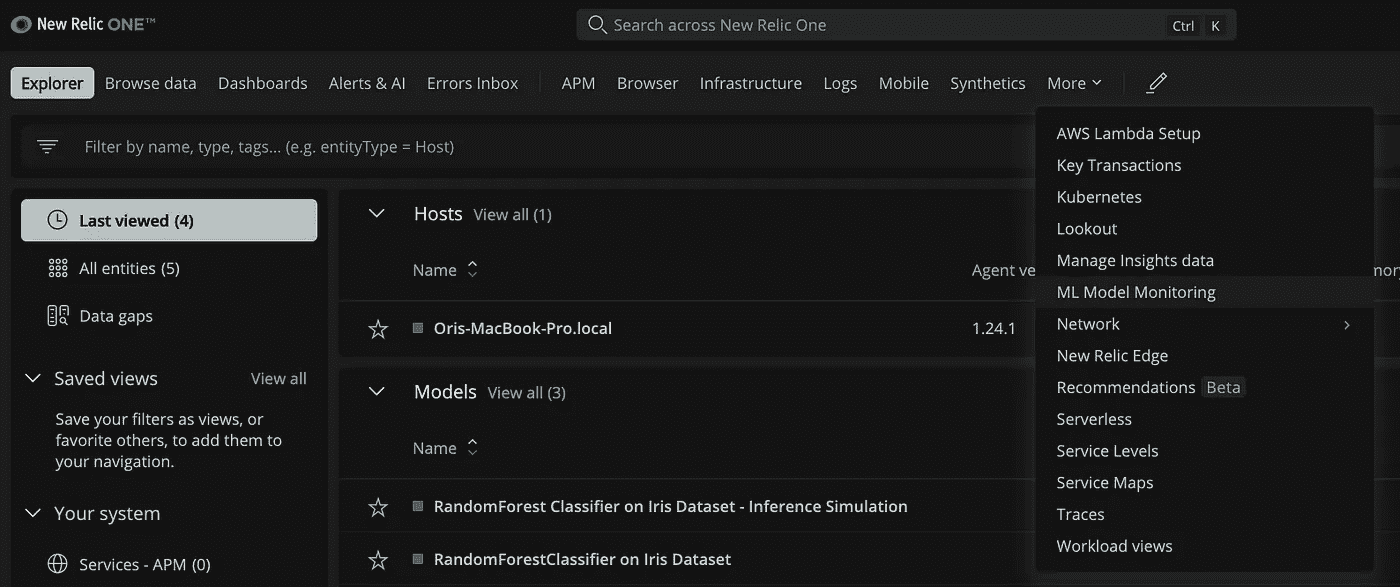 New Relic ONE™
Search across New Relic One
Ctrl K
Explorer Browse data Dashboards Alerts & AI Errors Inbox APM Browser Infrastructure Logs Mobile Synthetics More
Filter by name, type, tags... (e.g. entityType = Host)
Last viewed (4)
All entities (5)
Data gaps
Saved views View all
Save your filters as views, or
favorite others, to add them to
your navigation.
Your system
Services - APM (0)
Hosts View all (1)
Name Agent ve
Oris-MacBook-Pro.local 1.24.1
Models View all (3)
Name
RandomForest Classifier on Iris Dataset - Inference Simulation
RandomForestClassifier on Iris Dataset
AWS Lambda Setup
Key Transactions
Kubernetes
Lookout
Manage Insights data
ML Model Monitoring
Network
New Relic Edge
Recommendations Beta
Serverless
Service Levels
Service Maps
Traces
Workload views